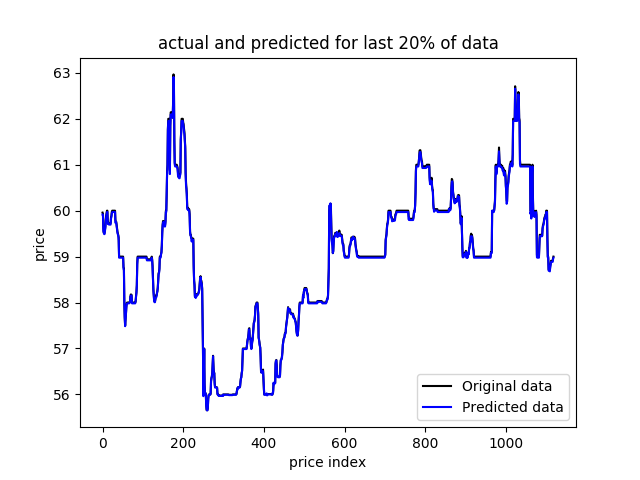 actual and predicted for last 20% of data
63
62
61
60
59
58
57
56
price
0
200
400
600
800
1000
price index
Original data
Predicted data